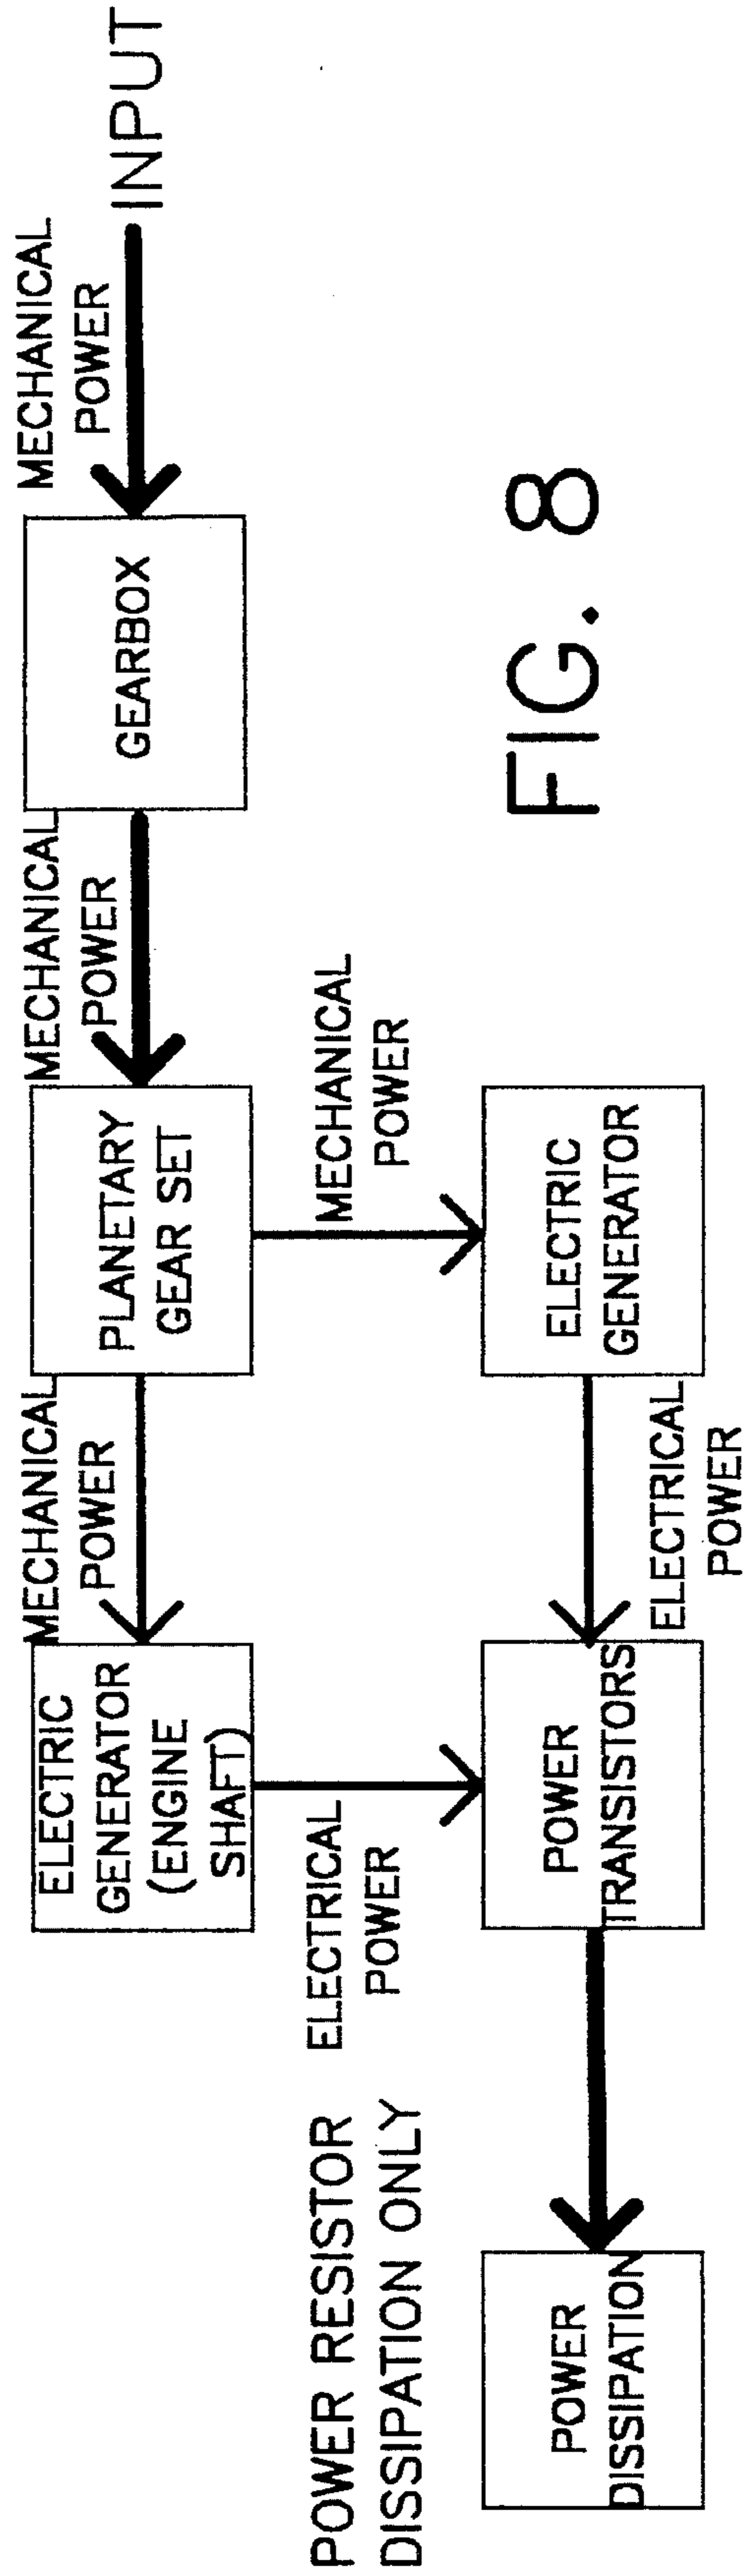 POWER RESISTOR
DISSIPATION ONLY
ELECTRIC
GENERATOR
(ENGINE
SHAFT)
MECHANICAL
POWER
PLANETARY
GEAR SET
MECHANICAL
POWER
GEARBOX
MECHANICAL
POWER
INPUT
ELECTRICAL
POWER
MECHANICAL
POWER
POWER
DISSIPATION
POWER
TRANSISTORS
ELECTRICAL
POWER
ELECTRIC
GENERATOR
FIG. 8